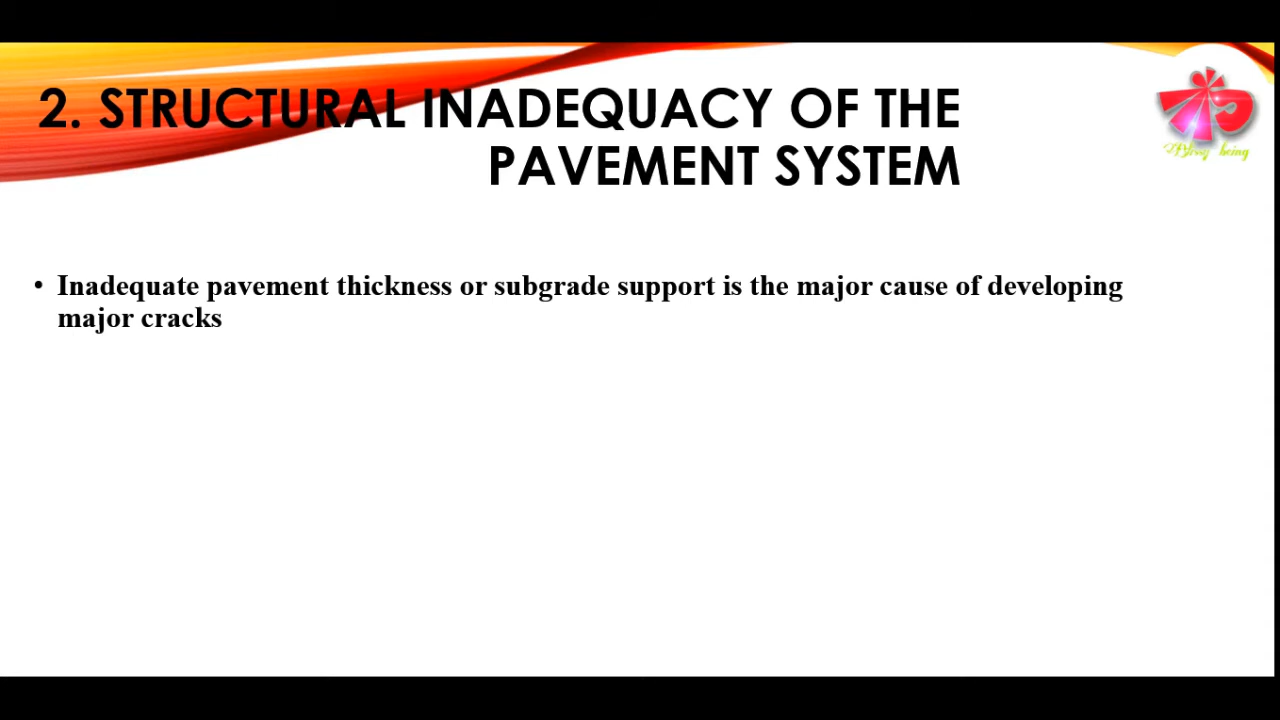 2. STRUCTURAL INADEQUACY OF THE
PAVEMENT SYSTEM
• Inadequate pavement thickness or subgrade support is the major cause of developing
major cracks
being